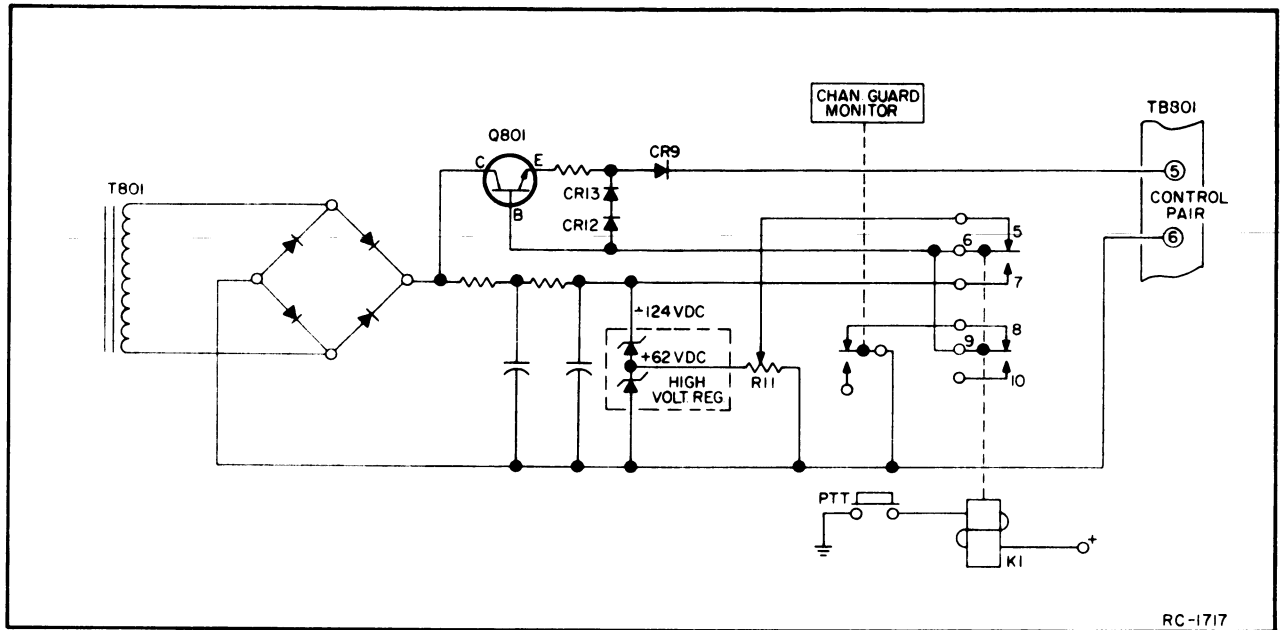 CHAN. GUARD
MONITOR
TB801
Q801
C
E
B
CR9
CR13
CR12
T801
5
CONTROL
PAIR
6
5
6
7
+124 VDC
+62 VDC
HIGH
VOLT REG.
R11
8
9
10
PTT
+
K1
RC-1717